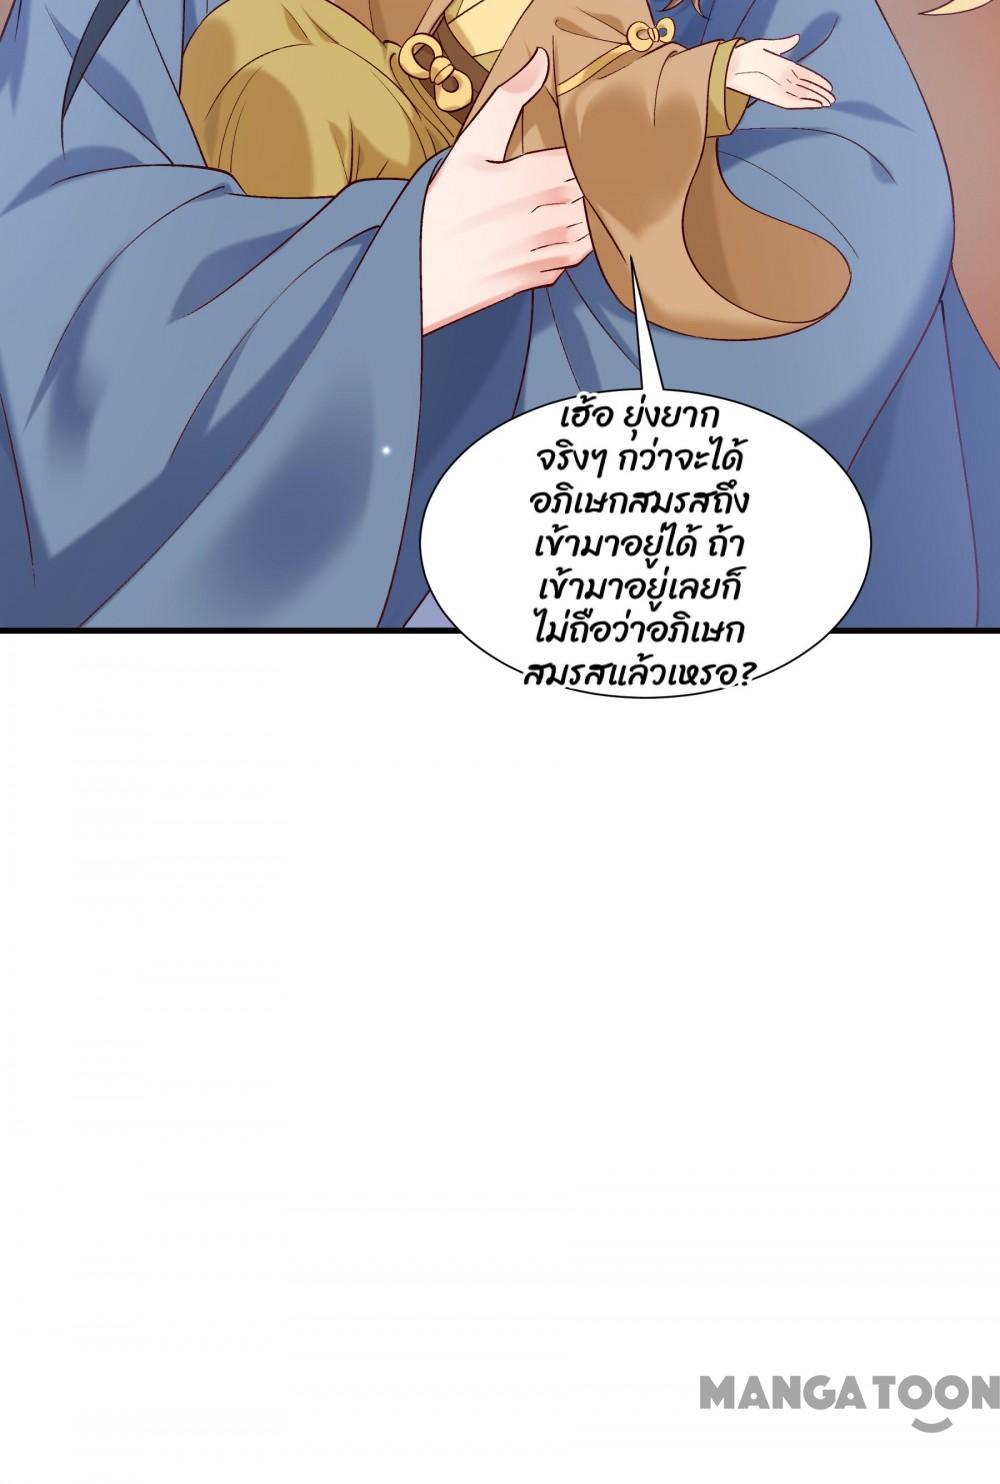 เฮ้อ ยุ่งยาก
จริงๆ กว่าจะได้
อภิเษกสมรสถึง
เข้ามาอยู่ได้ ถ้า
เข้ามาอยู่เลยก็
ไม่ถือว่าอภิเษก
สมรสแล้วเหรอ?
MANGATOON